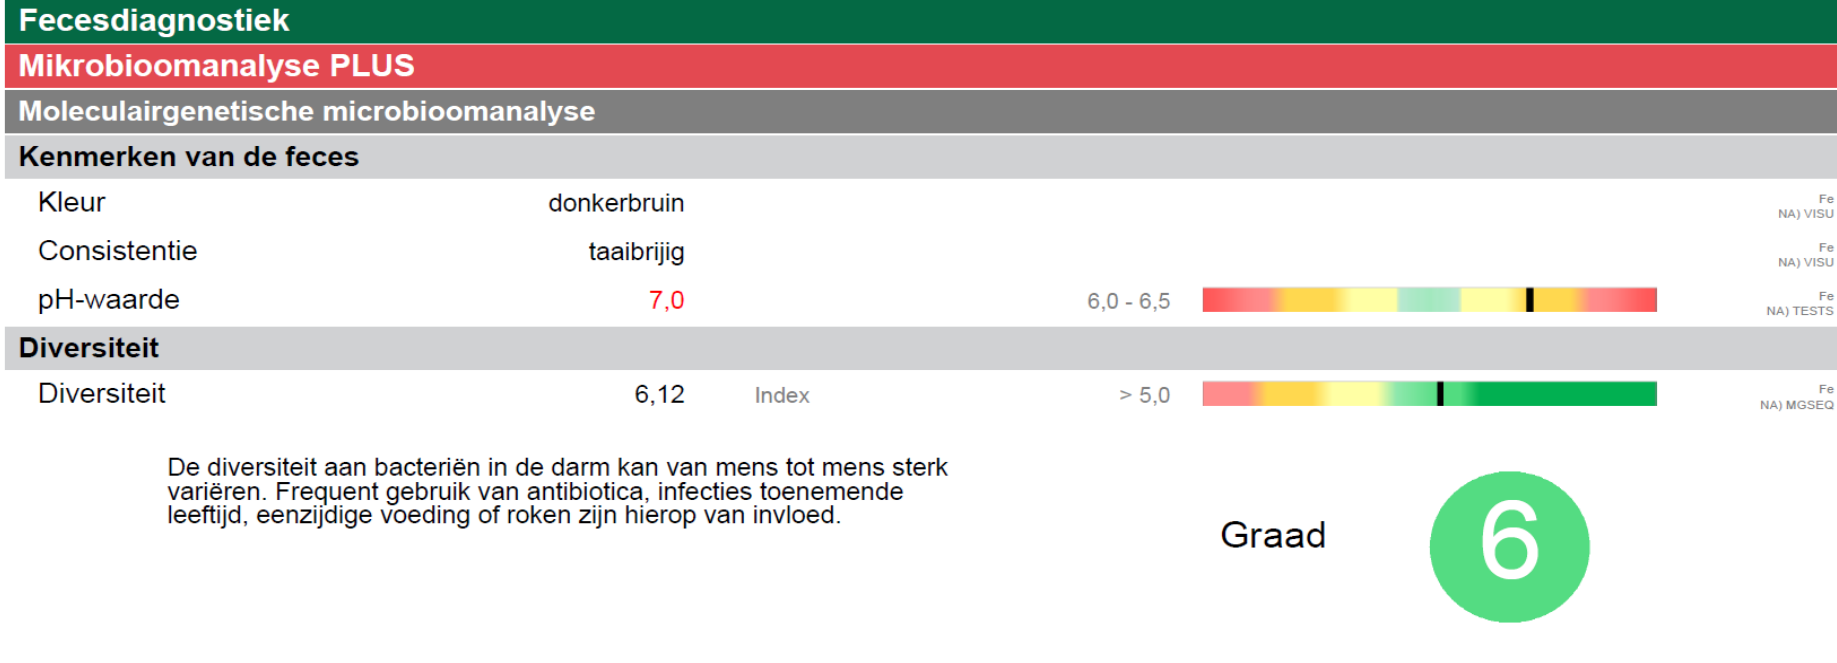 Fecesdiagnostiek
Mikrobioomanalyse PLUS
Moleculairgenetische microbioomanalyse
Kenmerken van de feces
Kleur donkerbruin Fe
NA) VISU
Consistentie taaibrijig Fe
NA) VISU
pH-waarde 7,0 6,0 - 6,5 Fe
NA) TESTS
Diversiteit
Diversiteit 6,12 Index > 5,0 Fe
NA) MGSEQ
De diversiteit aan bacteriën in de darm kan van mens tot mens sterk
variëren. Frequent gebruik van antibiotica, infecties toenemende
leeftijd, eenzijdige voeding of roken zijn hierop van invloed.
Graad 6